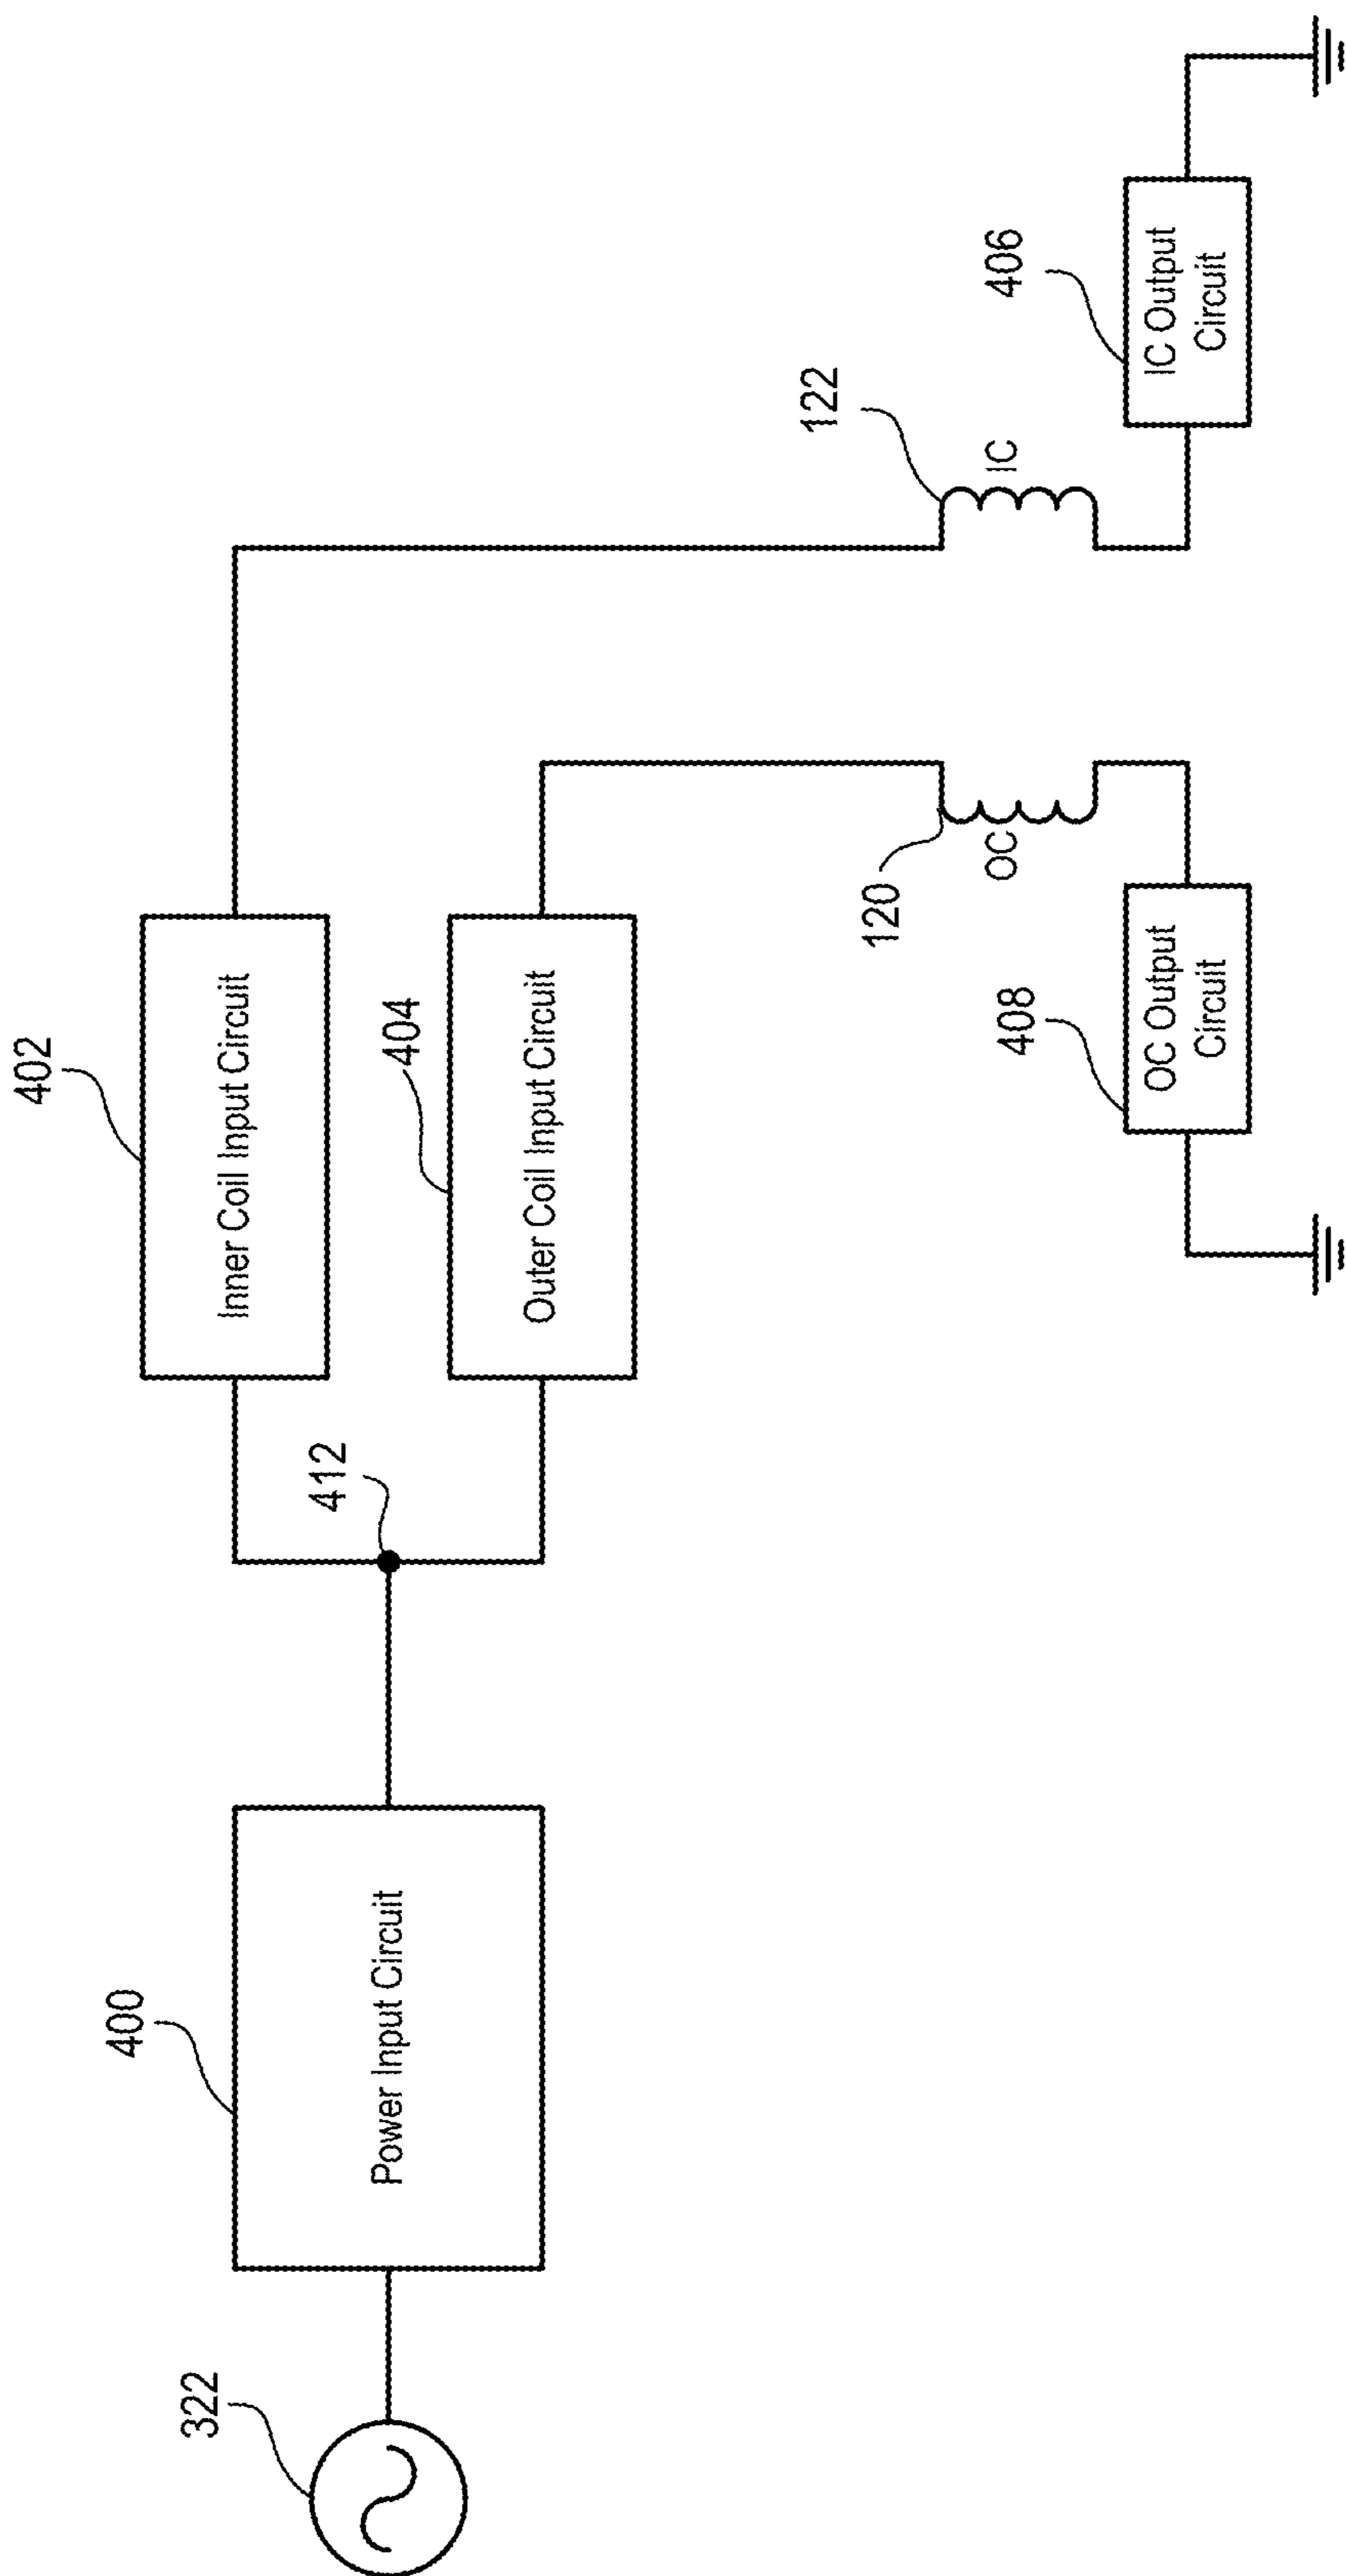 322
400
Power Input Circuit
412
402
Inner Coil Input Circuit
404
Outer Coil Input Circuit
120
OC
122
IC
408
OC Output
Circuit
406
IC Output
Circuit